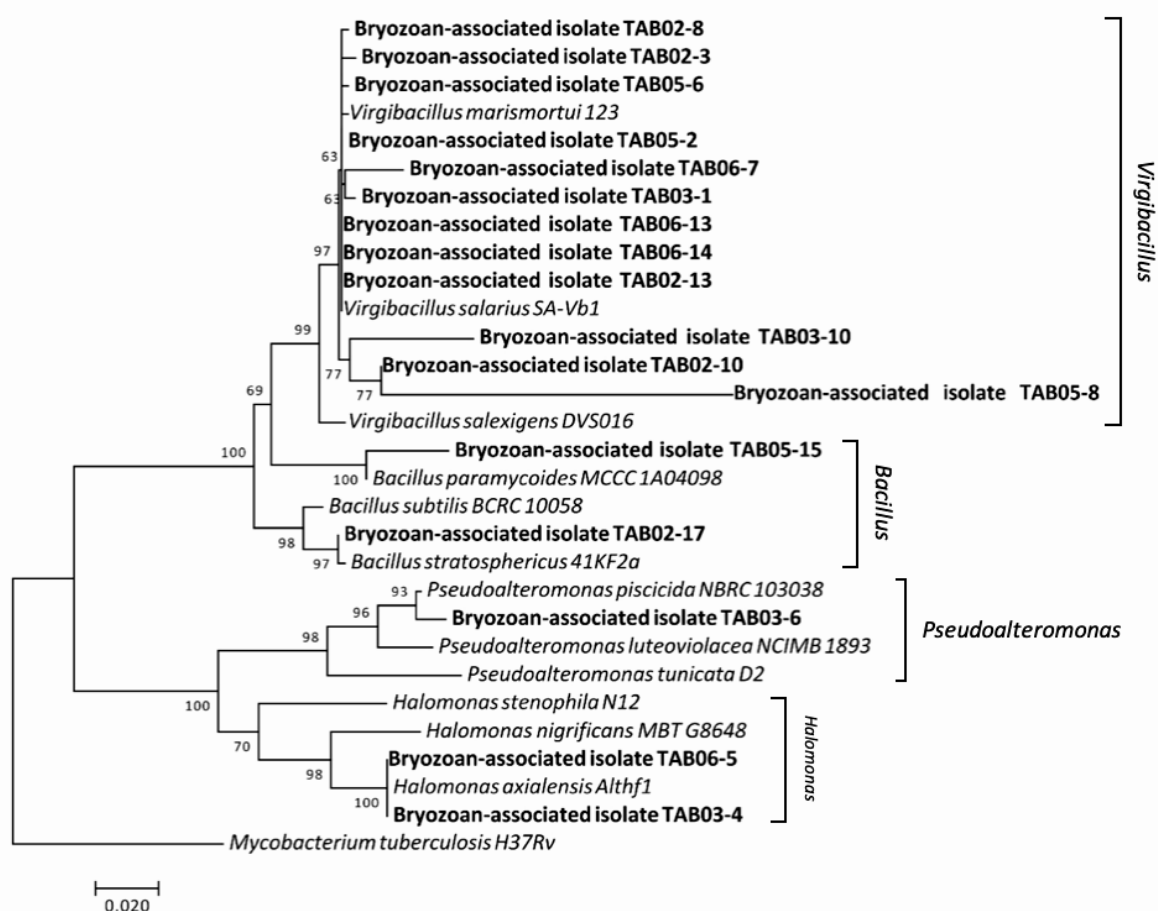 Bryozoan-associated isolate TAB02-8
Bryozoan-associated isolate TAB02-3
Bryozoan-associated isolate TAB05-6
Virgibacillus marismortui 123
Bryozoan-associated isolate TAB05-2
63
Bryozoan-associated isolate TAB06-7
63
Bryozoan-associated isolate TAB03-1
Bryozoan-associated isolate TAB06-13
97
Bryozoan-associated isolate TAB06-14
Bryozoan-associated isolate TAB02-13
Virgibacillus salarius SA-Vb1
99
Bryozoan-associated isolate TAB03-10
77
Bryozoan-associated isolate TAB02-10
77
Bryozoan-associated isolate TAB05-8
69
Virgibacillus salexigens DVS016
Virgibacillus
100
Bryozoan-associated isolate TAB05-15
100
Bacillus paramycoides MCCC 1A04098
Bacillus subtilis BCRC 10058
98
Bryozoan-associated isolate TAB02-17
97
Bacillus stratosphericus 41KF2a
Bacillus
93
Pseudoalteromonas piscicida NBRC 103038
96
Bryozoan-associated isolate TAB03-6
98
Pseudoalteromonas luteoviolacea NCIMB 1893
Pseudoalteromonas tunicata D2
Pseudoalteromonas
100
Halomonas stenophila N12
70
Halomonas nigrificans MBT G8648
98
Bryozoan-associated isolate TAB06-5
Halomonas axialensis Althf1
100
Bryozoan-associated isolate TAB03-4
Halomonas
Mycobacterium tuberculosis H37Rv
0.020